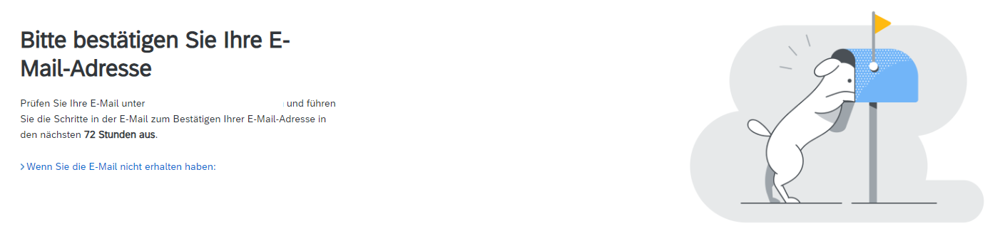 Bitte bestätigen Sie Ihre E-
Mail-Adresse
Prüfen Sie Ihre E-Mail unter und führen
Sie die Schritte in der E-Mail zum Bestätigen Ihrer E-Mail-Adresse in
den nächsten 72 Stunden aus.
Wenn Sie die E-Mail nicht erhalten haben: